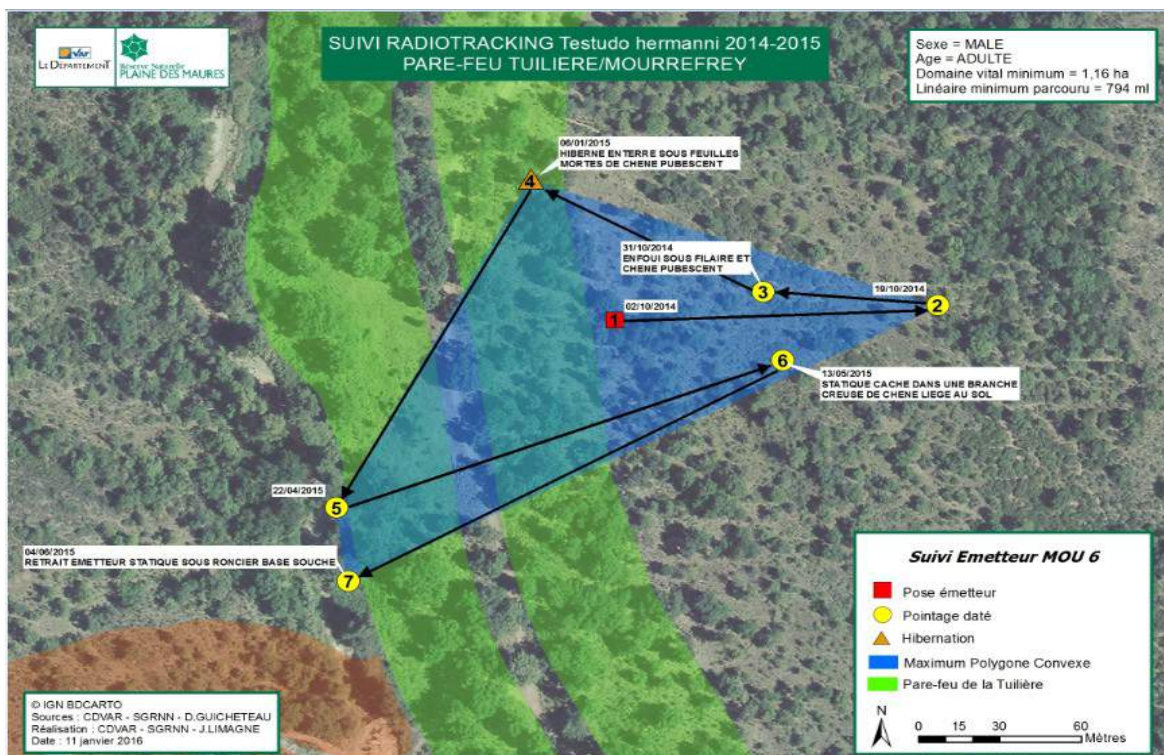 Var
LE DÉPARTEMENT
Réserve Naturelle
PLAINE DES MAURES
SUIVI RADIOTRACKING Testudo hermanni 2014-2015
PARE-FEU TUILIERE/MOURREFREY
Sexe = MALE
Age = ADULTE
Domaine vital minimum = 1,16 ha
Linéaire minimum parcouru = 794 ml
06/01/2015
HIBERNE ENTERRE SOUS FEUILLES
MORTES DE CHENE PUBESCENT
4
31/10/2014
ENFOUI SOUS FILAIRE ET
CHENE PUBESCENT
3
19/10/2014
2
02/10/2014
1
6
13/05/2015
STATIQUE CACHE DANS UNE BRANCHE
CREUSE DE CHENE LIEGE AU SOL
22/04/2015
5
04/06/2015
RETRAIT EMETTEUR STATIQUE SOUS RONCIER BASE SOUCHE
7
Suivi Emetteur MOU 6
Pose émetteur
Pointage daté
Hibernation
Maximum Polygone Convexe
Pare-feu de la Tuilière
N
0 15 30 60
Mètres
© IGN BDCARTO
Sources : CDVAR - SGRNN - D.GUICHETEAU
Réalisation : CDVAR - SGRNN - J.LIMAGNE
Date : 11 janvier 2016